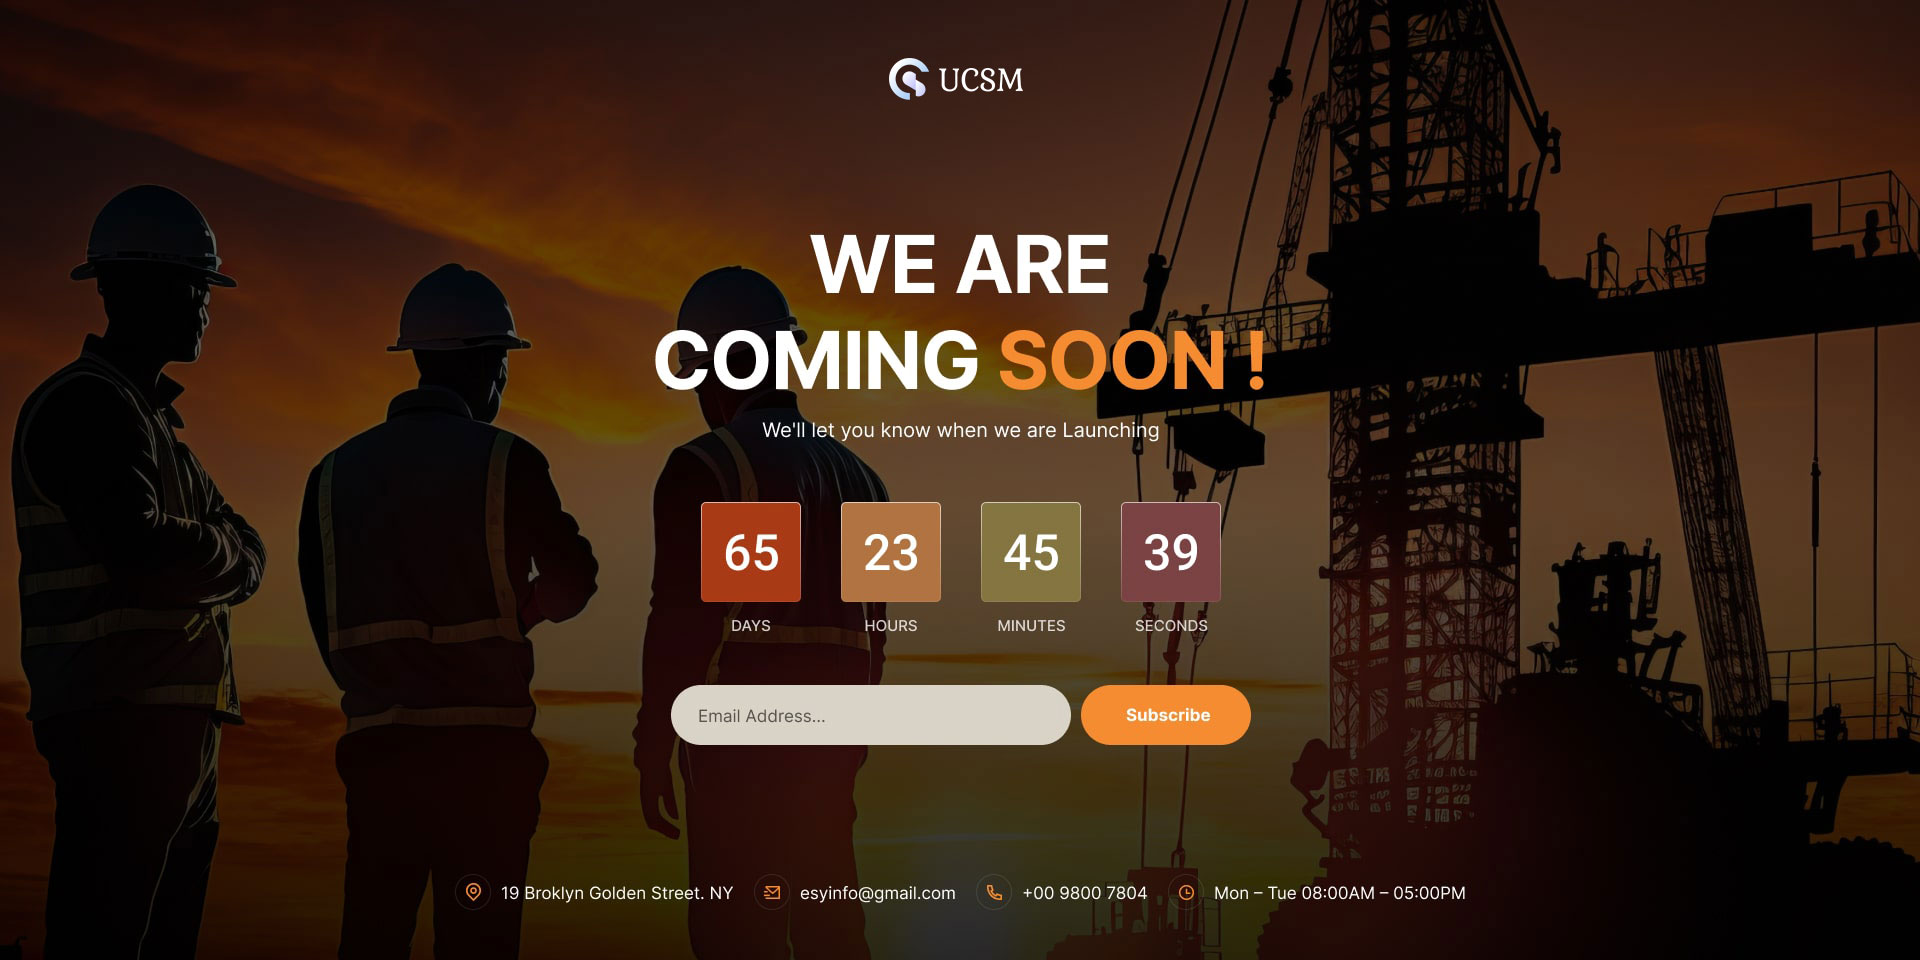 UCSM
WE ARE
COMING SOON !
We'll let you know when we are Launching
65 23 45 39
DAYS HOURS MINUTES SECONDS
Email Address... Subscribe
19 Broklyn Golden Street. NY esyinfo@gmail.com +00 9800 7804 Mon – Tue 08:00AM – 05:00PM